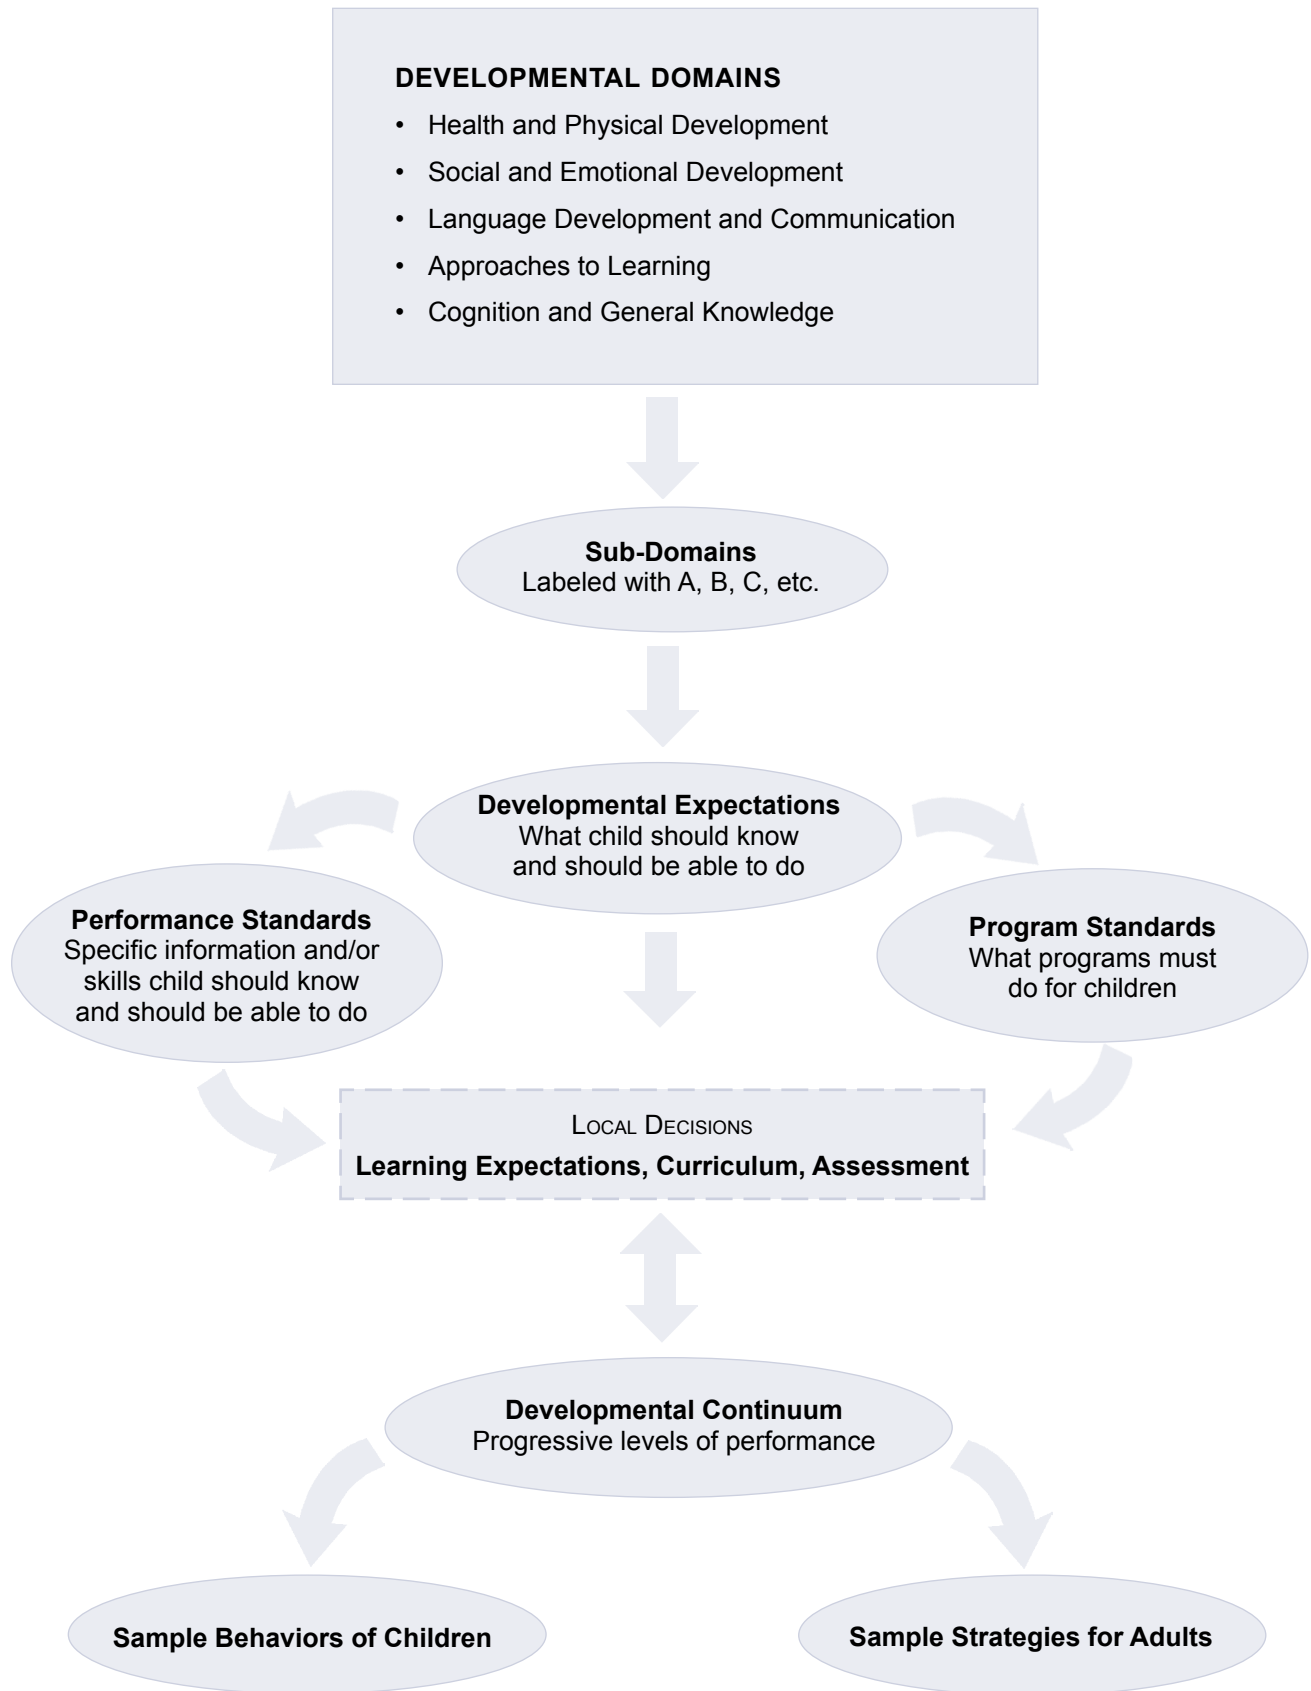 DEVELOPMENTAL DOMAINS
• Health and Physical Development
• Social and Emotional Development
• Language Development and Communication
• Approaches to Learning
• Cognition and General Knowledge
Sub-Domains
Labeled with A, B, C, etc.
Developmental Expectations
What child should know
and should be able to do
Performance Standards
Specific information and/or
skills child should know
and should be able to do
Program Standards
What programs must
do for children
LOCAL DECISIONS
Learning Expectations, Curriculum, Assessment
Developmental Continuum
Progressive levels of performance
Sample Behaviors of Children
Sample Strategies for Adults